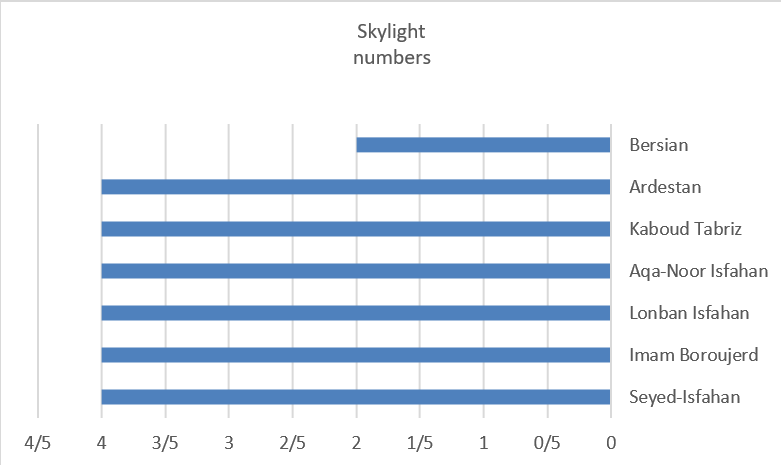 Skylight
numbers
Bersian
Ardestan
Kaboud Tabriz
Aqa-Noor Isfahan
Lonban Isfahan
Imam Boroujerd
Seyed-Isfahan
4/5 4 3/5 3 2/5 2 1/5 1 0/5 0